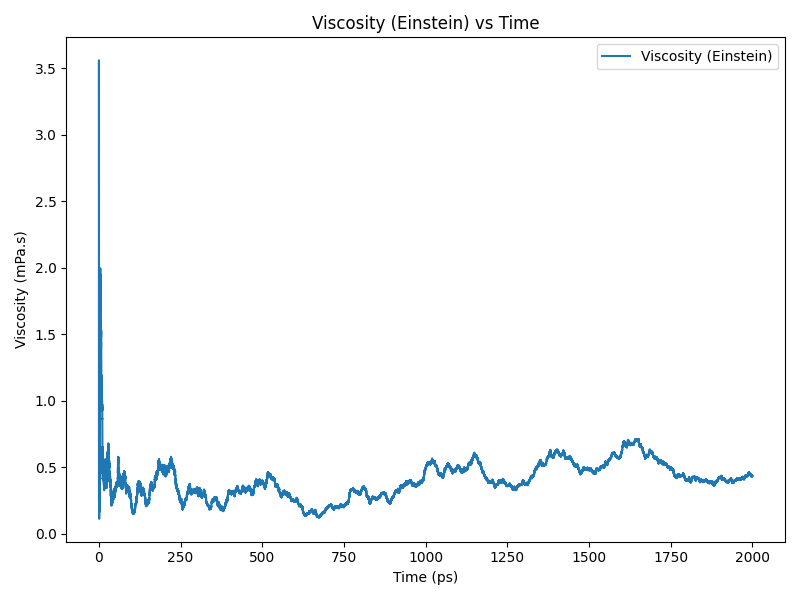 Viscosity (Einstein) vs Time
Viscosity (Einstein)
Viscosity (mPa.s)
3.5
3.0
2.5
2.0
1.5
1.0
0.5
0.0
0 250 500 750 1000 1250 1500 1750 2000
Time (ps)